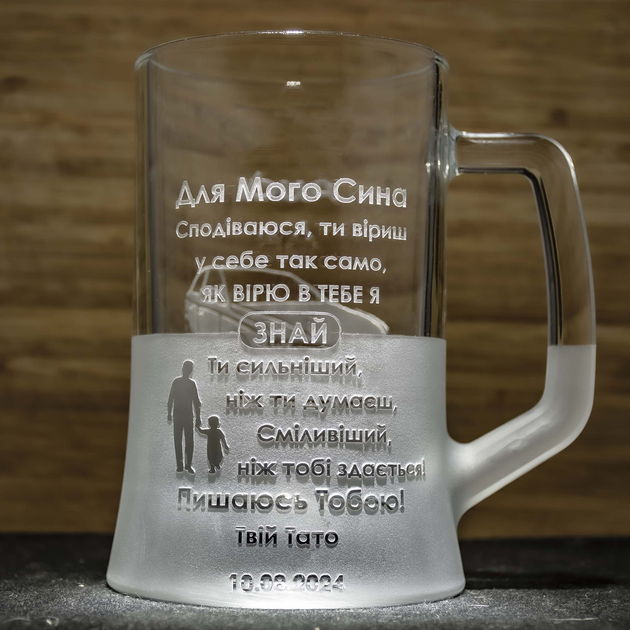 Для Мого Сина
Сподіваюся, ти віриш
у себе так само,
ЯК ВІРЮ В ТЕБЕ Я
ЗНАЙ
Ти сильніший,
ніж ти думаєш,
Сміливіший,
ніж тобі здається!
Пишаюсь Тобою!
Твій Тато
10.08.2024